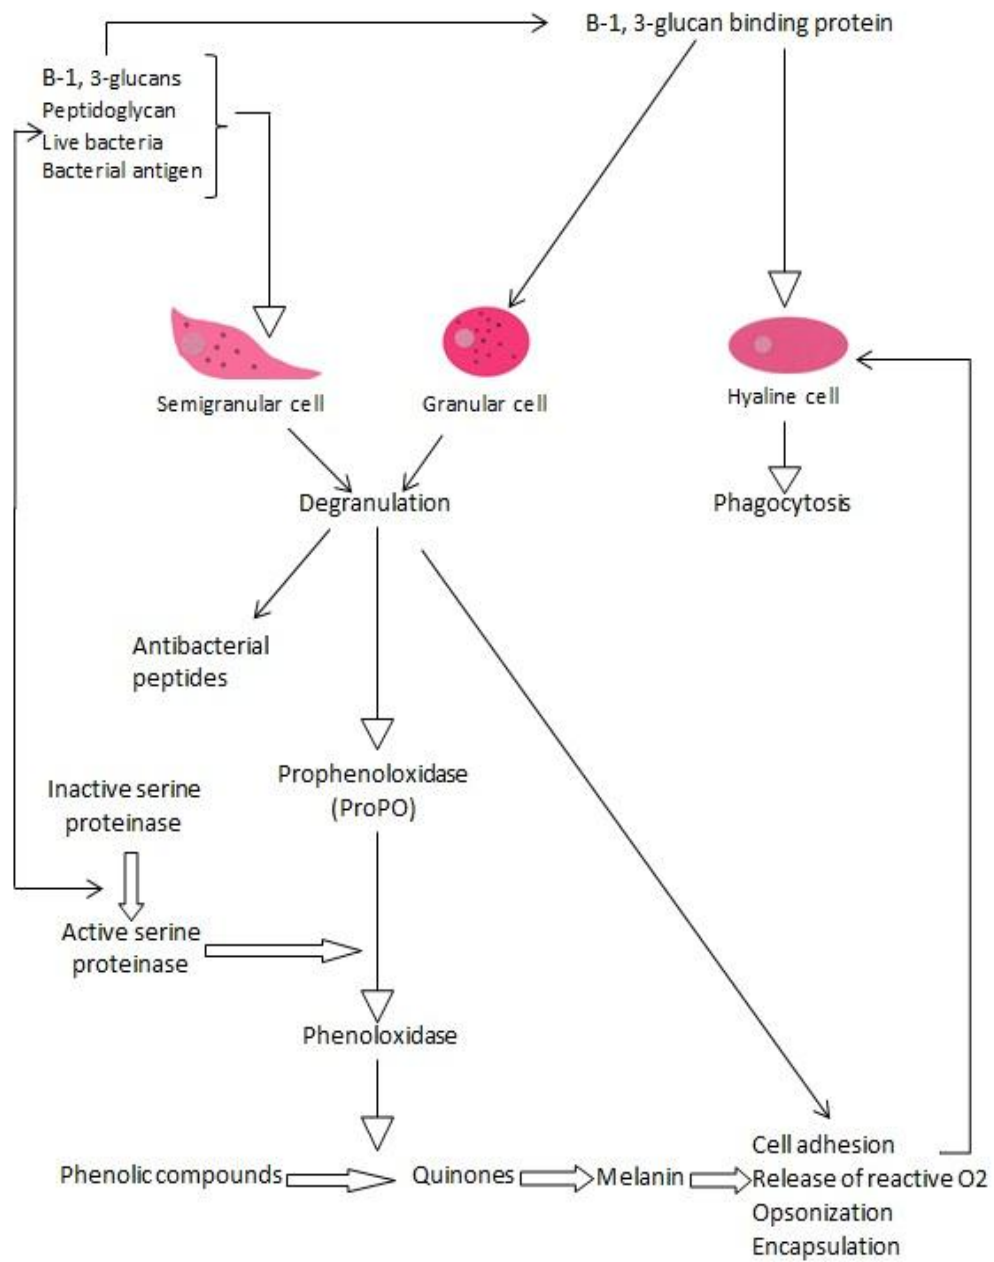 B-1, 3-glucan binding protein
B-1, 3-glucans
Peptidoglycan
Live bacteria
Bacterial antigen
Semigranular cell
Granular cell
Hyaline cell
Degranulation
Phagocytosis
Antibacterial
peptides
Prophenoloxidase
(ProPO)
Inactive serine
proteinase
Active serine
proteinase
Phenoloxidase
Phenolic compounds
Quinones
Melanin
Cell adhesion
Release of reactive O2
Opsonization
Encapsulation